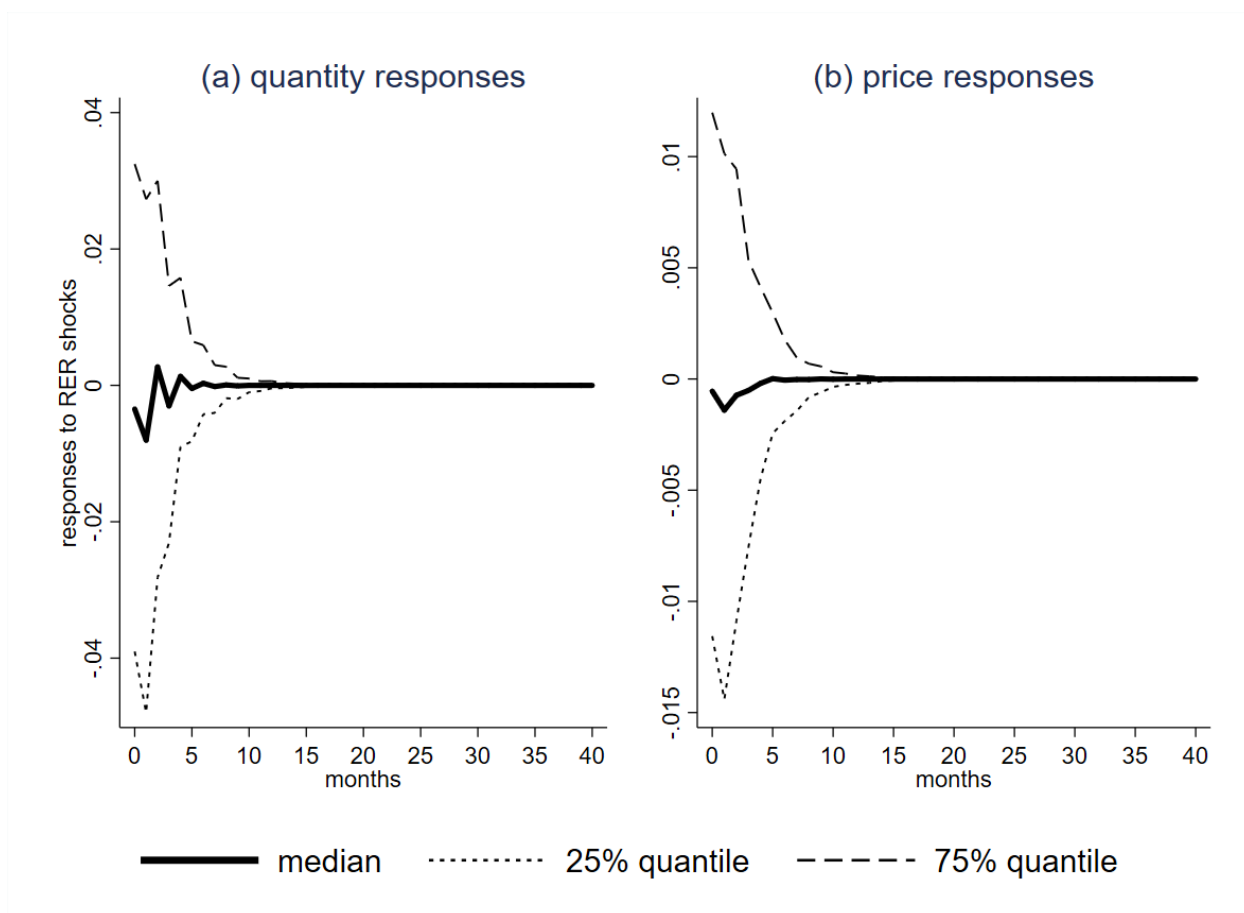 (a) quantity responses
responses to RER shocks
.04
.02
0
-.02
-.04
0 5 10 15 20 25 30 35 40
months
(b) price responses
.01
.005
0
-.005
-.01
-.015
0 5 10 15 20 25 30 35 40
months
median 25% quantile 75% quantile